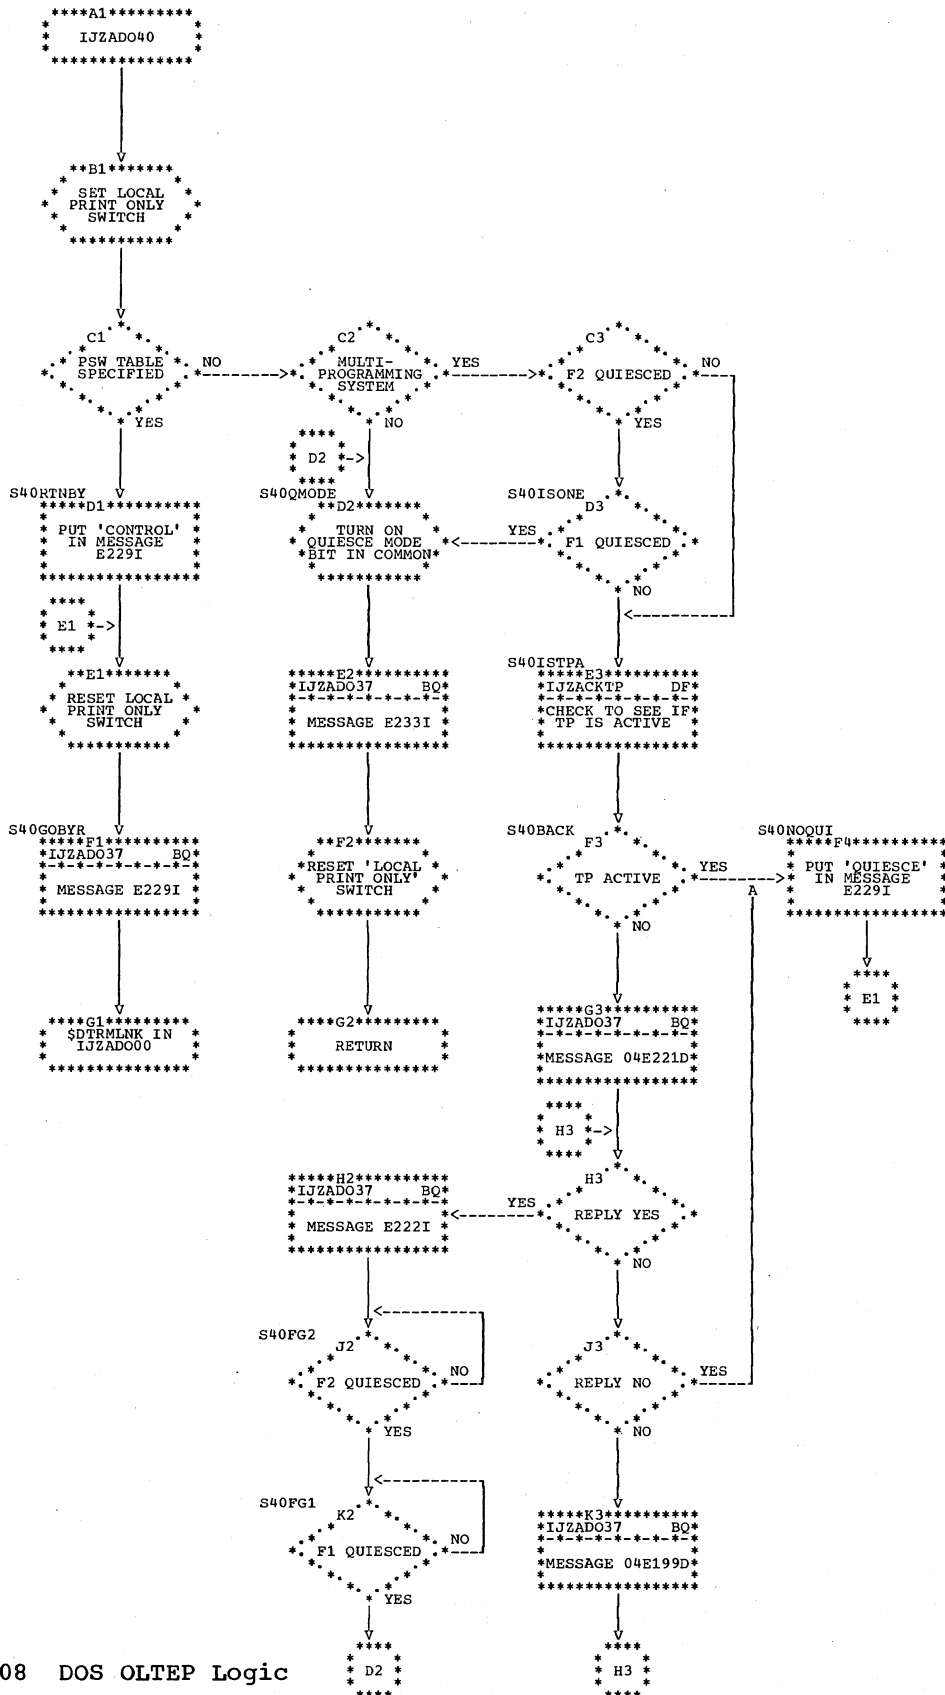 A1
IJZADO40
B1
SET LOCAL
PRINT ONLY
SWITCH
C1
PSW TABLE
SPECIFIED
NO
YES
C2
MULTI-
PROGRAMMING
SYSTEM
YES
NO
C3
F2 QUIESCED
NO
YES
D2
S40RTNBY
D1
PUT 'CONTROL'
IN MESSAGE
E229I
S40QMODE
D2
TURN ON
QUIESCE MODE
BIT IN COMMON
S40ISONE
D3
F1 QUIESCED
YES
NO
E1
E1
RESET LOCAL
PRINT ONLY
SWITCH
E2
IJZADO37 BQ
MESSAGE E233I
S40ISTPA
E3
IJZACKTP DF
CHECK TO SEE IF
TP IS ACTIVE
S40GOBYR
F1
IJZADO37 BQ
MESSAGE E229I
F2
RESET 'LOCAL
PRINT ONLY'
SWITCH
S40BACK
F3
TP ACTIVE
YES
NO
A
S40NOQUI
F4
PUT 'QUIESCE'
IN MESSAGE
E229I
E1
G1
$DTRMLNK IN
IJZADO00
G2
RETURN
G3
IJZADO37 BQ
MESSAGE 04E221D
H3
H2
IJZADO37 BQ
MESSAGE E222I
H3
REPLY YES
YES
NO
S40FG2
J2
F2 QUIESCED
NO
YES
J3
REPLY NO
YES
NO
S40FG1
K2
F1 QUIESCED
NO
YES
K3
IJZADO37 BQ
MESSAGE 04E199D
D2
H3
08 DOS OLTEP Logic